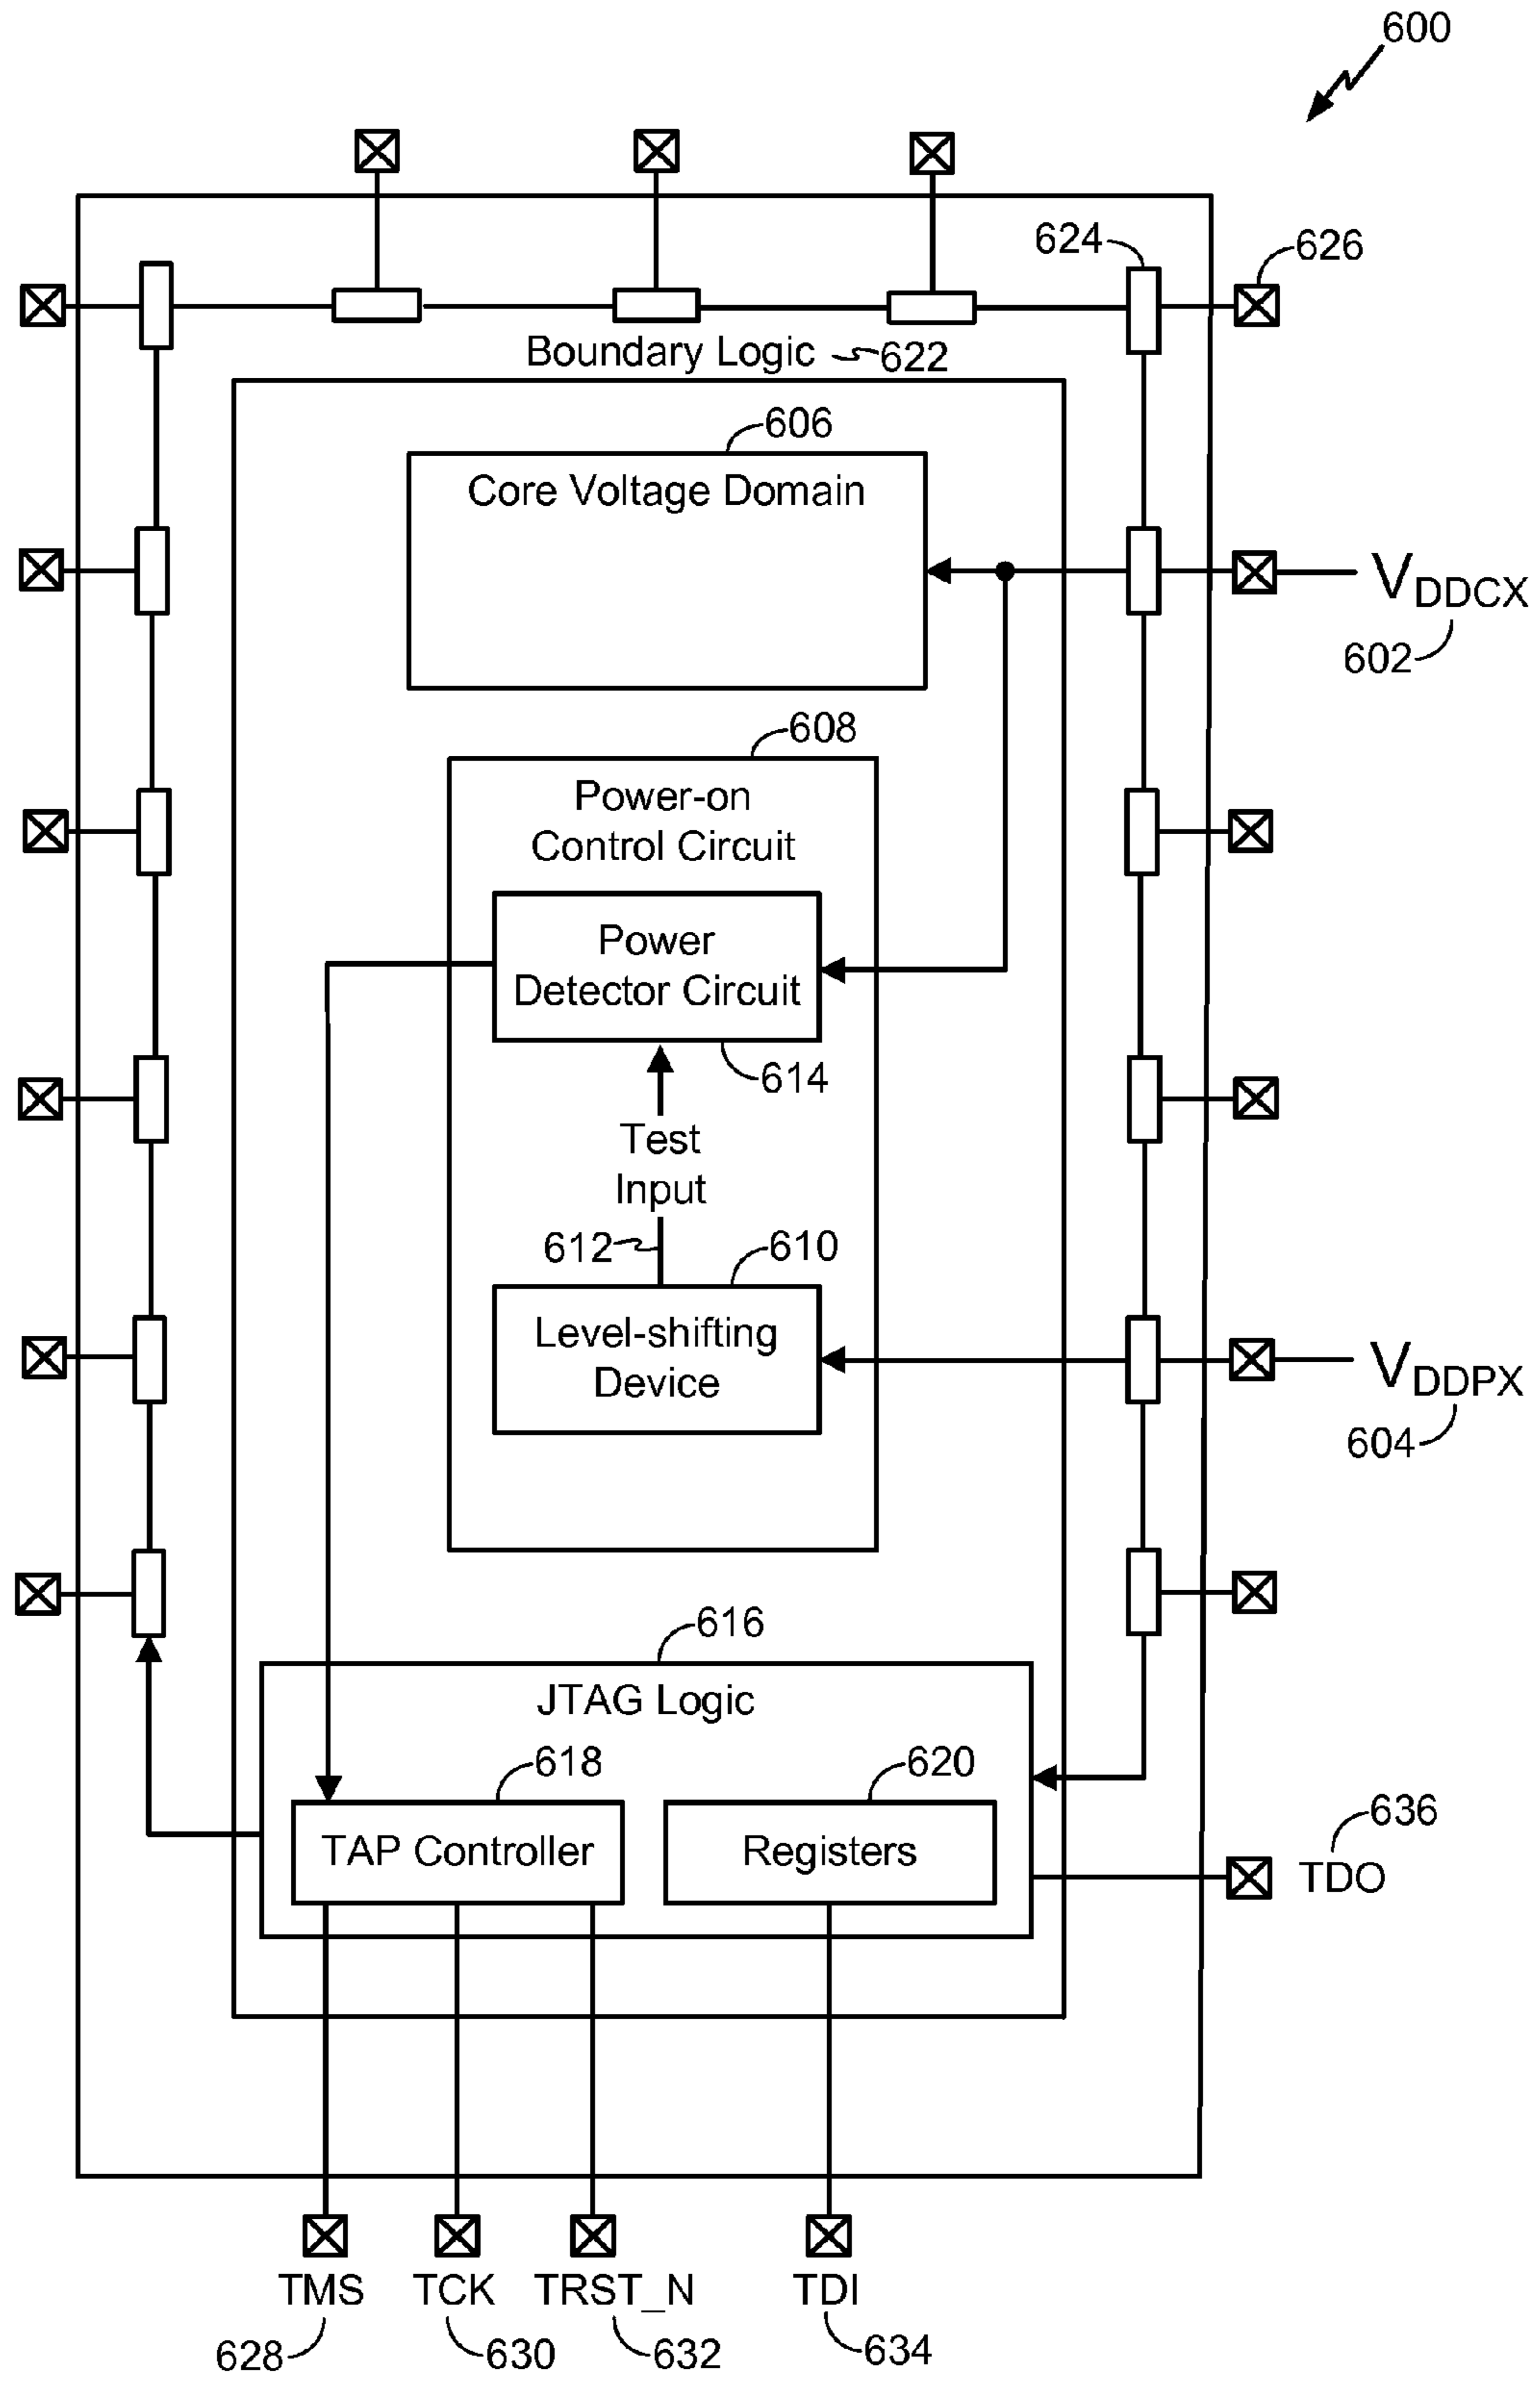 600
624
626
Boundary Logic 622
606
Core Voltage Domain
VDDCX
602
608
Power-on
Control Circuit
Power
Detector Circuit
614
Test
Input
612
610
Level-shifting
Device
VDDPX
604
616
JTAG Logic
618
620
TAP Controller
Registers
636
TDO
TMS
TCK
TRST_N
TDI
628
630
632
634